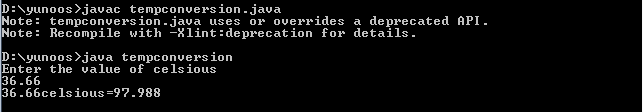 D:\yunoos>javac tempconversion.java
Note: tempconversion.java uses or overrides a deprecated API.
Note: Recompile with -Xlint:deprecation for details.
D:\yunoos>java tempconversion
Enter the value of celsious
36.66
36.66celsious=97.988